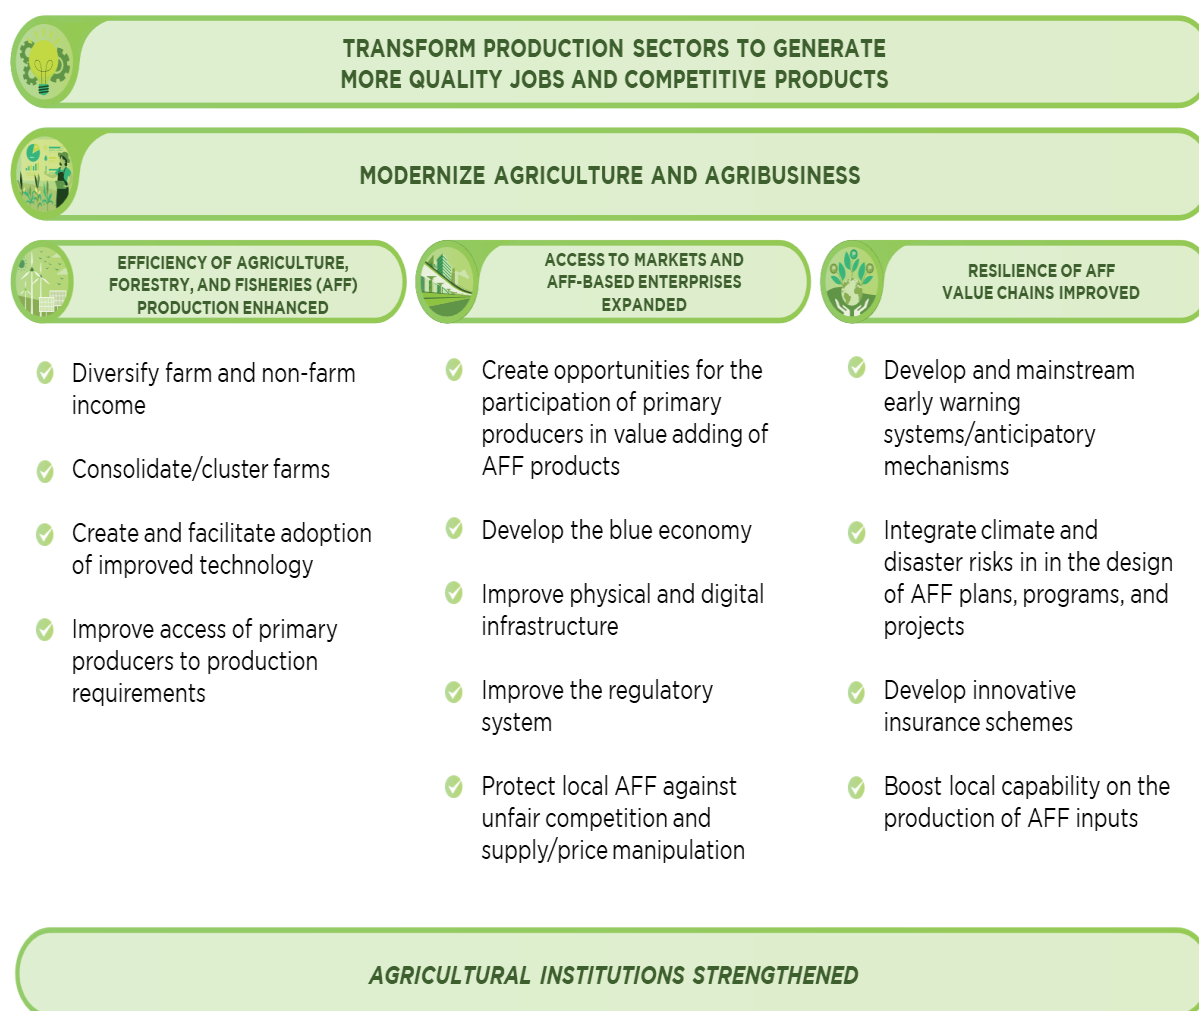 TRANSFORM PRODUCTION SECTORS TO GENERATE
MORE QUALITY JOBS AND COMPETITIVE PRODUCTS
MODERNIZE AGRICULTURE AND AGRIBUSINESS
EFFICIENCY OF AGRICULTURE,
FORESTRY, AND FISHERIES (AFF)
PRODUCTION ENHANCED
Diversify farm and non-farm
income
Consolidate/cluster farms
Create and facilitate adoption
of improved technology
Improve access of primary
producers to production
requirements
ACCESS TO MARKETS AND
AFF-BASED ENTERPRISES
EXPANDED
Create opportunities for the
participation of primary
producers in value adding of
AFF products
Develop the blue economy
Improve physical and digital
infrastructure
Improve the regulatory
system
Protect local AFF against
unfair competition and
supply/price manipulation
RESILIENCE OF AFF
VALUE CHAINS IMPROVED
Develop and mainstream
early warning
systems/anticipatory
mechanisms
Integrate climate and
disaster risks in in the design
of AFF plans, programs, and
projects
Develop innovative
insurance schemes
Boost local capability on the
production of AFF inputs
AGRICULTURAL INSTITUTIONS STRENGTHENED